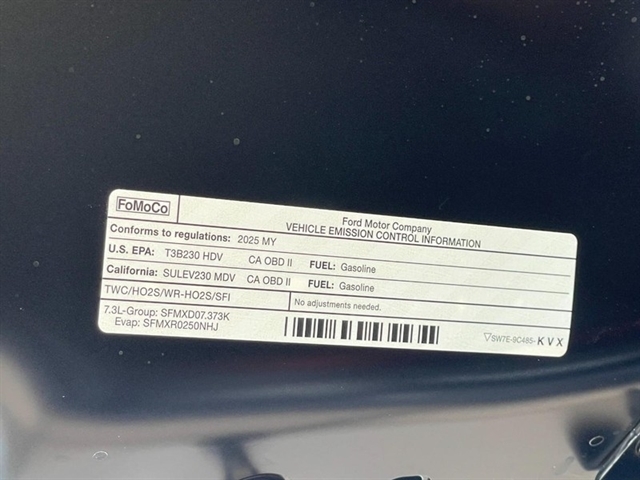 FoMoCo
Ford Motor Company
VEHICLE EMISSION CONTROL INFORMATION
Conforms to regulations: 2025 MY
U.S. EPA: T3B230 HDV CA OBD II FUEL: Gasoline
California: SULEV230 MDV CA OBD II FUEL: Gasoline
TWC/HO2S/WR-HO2S/SFI
No adjustments needed.
7.3L-Group: SFMXD07.373K
Evap: SFMXR0250NHJ
SW7E-9C485-KVX